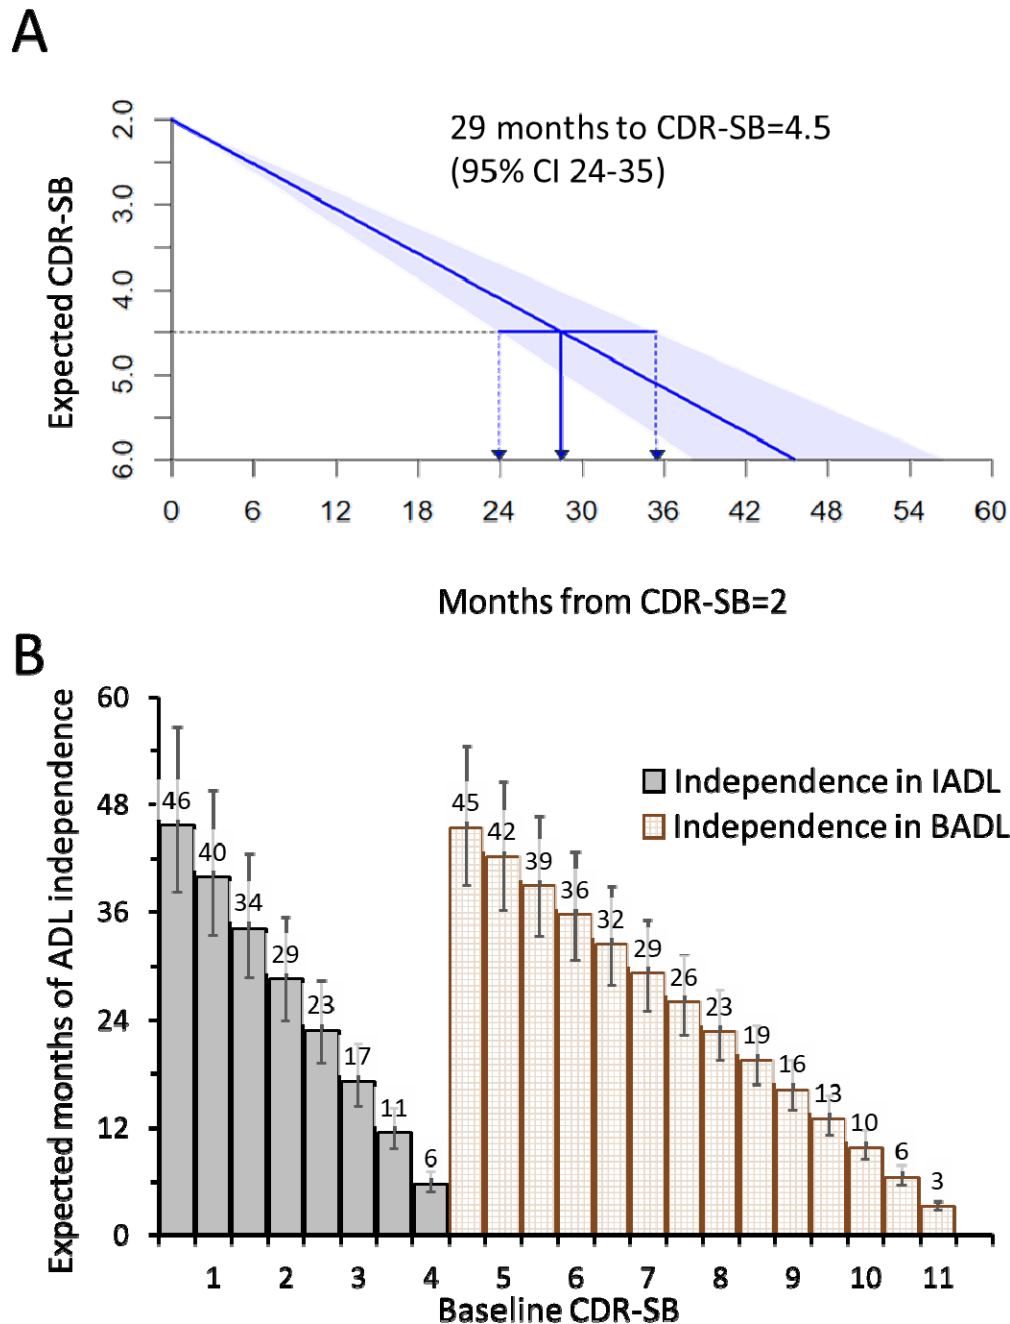 A
29 months to CDR-SB=4.5
(95% CI 24-35)
Expected CDR-SB
2.0
3.0
4.0
5.0
6.0
0 6 12 18 24 30 36 42 48 54 60
Months from CDR-SB=2
B
Expected months of ADL independence
60
48
36
24
12
0
Independence in IADL
Independence in BADL
46 40 34 29 23 17 11 6 45 42 39 36 32 29 26 23 19 16 13 10 6 3
1 2 3 4 5 6 7 8 9 10 11
Baseline CDR-SB